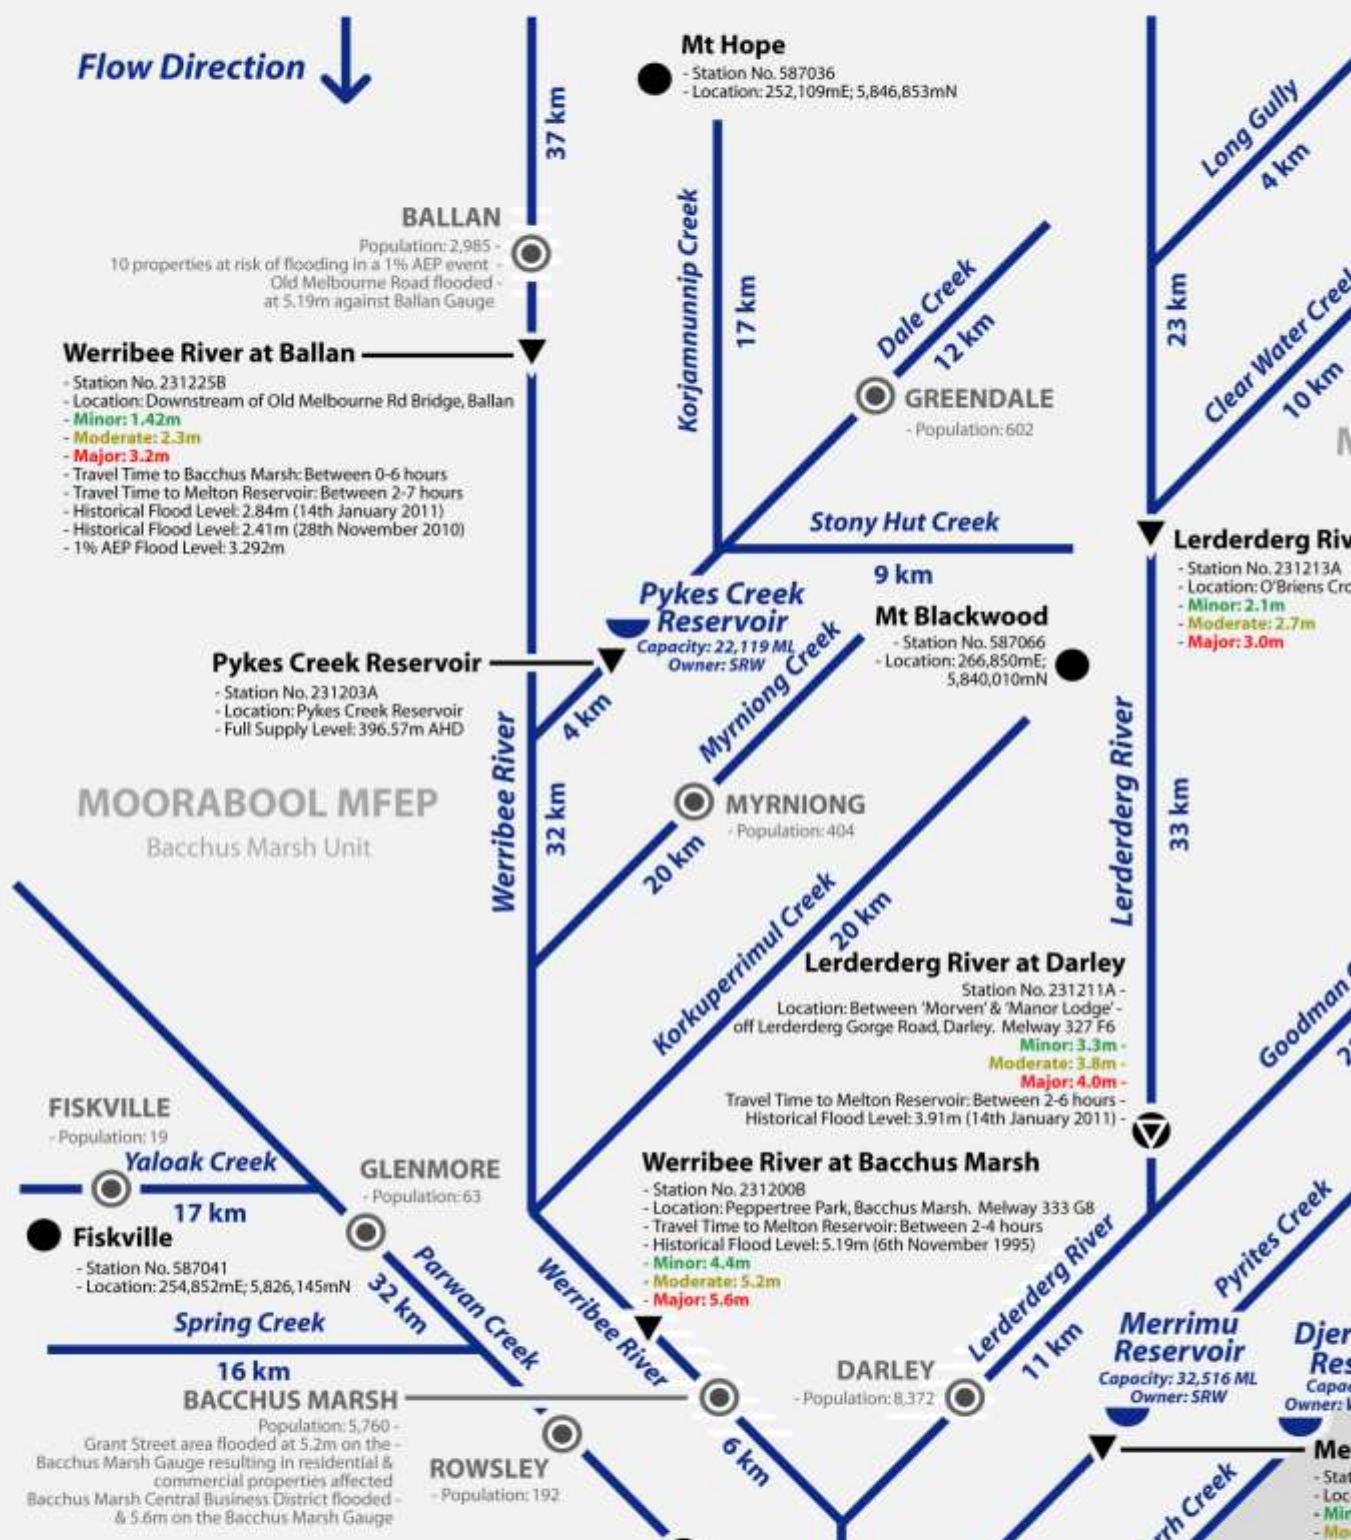 Flow Direction
37 km
Mt Hope
- Station No. 587036
- Location: 252,109mE; 5,846,853mN
Long Gully
4 km
BALLAN
Population: 2,985 -
10 properties at risk of flooding in a 1% AEP event -
Old Melbourne Road flooded -
at 5.19m against Ballan Gauge
Korjamnunnip Creek
17 km
Dale Creek
12 km
23 km
Clear Water Creek
10 km
GREENDALE
- Population: 602
Werribee River at Ballan
- Station No. 231225B
- Location: Downstream of Old Melbourne Rd Bridge, Ballan
- Minor: 1.42m
- Moderate: 2.3m
- Major: 3.2m
- Travel Time to Bacchus Marsh: Between 0-6 hours
- Travel Time to Melton Reservoir: Between 2-7 hours
- Historical Flood Level: 2.84m (14th January 2011)
- Historical Flood Level: 2.41m (28th November 2010)
- 1% AEP Flood Level: 3.292m
Stony Hut Creek
9 km
Lerderderg Riv
- Station No. 231213A
- Location: O'Briens Cro
- Minor: 2.1m
- Moderate: 2.7m
- Major: 3.0m
Pykes Creek
Reservoir
Capacity: 22,119 ML
Owner: SRW
Mt Blackwood
- Station No. 587066
- Location: 266,850mE;
5,840,010mN
Pykes Creek Reservoir
- Station No. 231203A
- Location: Pykes Creek Reservoir
- Full Supply Level: 396.57m AHD
4 km
Myrniong Creek
Werribee River
32 km
MOORABOOL MFEP
Bacchus Marsh Unit
MYRNIONG
- Population: 404
20 km
Lerderderg River
33 km
Korkuperrimul Creek
20 km
Lerderderg River at Darley
Station No. 231211A -
Location: Between 'Morven' & 'Manor Lodge' -
off Lerderderg Gorge Road, Darley. Melway 327 F6
Minor: 3.3m -
Moderate: 3.8m -
Major: 4.0m -
Travel Time to Melton Reservoir: Between 2-6 hours -
Historical Flood Level: 3.91m (14th January 2011) -
Goodman
FISKVILLE
- Population: 19
Yaloak Creek
17 km
GLENMORE
- Population: 63
Fiskville
- Station No. 587041
- Location: 254,852mE; 5,826,145mN
Werribee River at Bacchus Marsh
- Station No. 231200B
- Location: Peppertree Park, Bacchus Marsh. Melway 333 G8
- Travel Time to Melton Reservoir: Between 2-4 hours
- Historical Flood Level: 5.19m (6th November 1995)
- Minor: 4.4m
- Moderate: 5.2m
- Major: 5.6m
Parwan Creek
32 km
Werribee River
Lerderderg River
11 km
Pyrites Creek
Spring Creek
16 km
Merrimu
Reservoir
Capacity: 32,516 ML
Owner: SRW
Djer
Res
Capac
Owner: W
BACCHUS MARSH
Population: 5,760 -
Grant Street area flooded at 5.2m on the -
Bacchus Marsh Gauge resulting in residential &
commercial properties affected
Bacchus Marsh Central Business District flooded -
& 5.6m on the Bacchus Marsh Gauge
DARLEY
- Population: 8,372
ROWSLEY
- Population: 192
6 km
Me
- Stat
- Loc
- Min
- Mod
rrh Creek